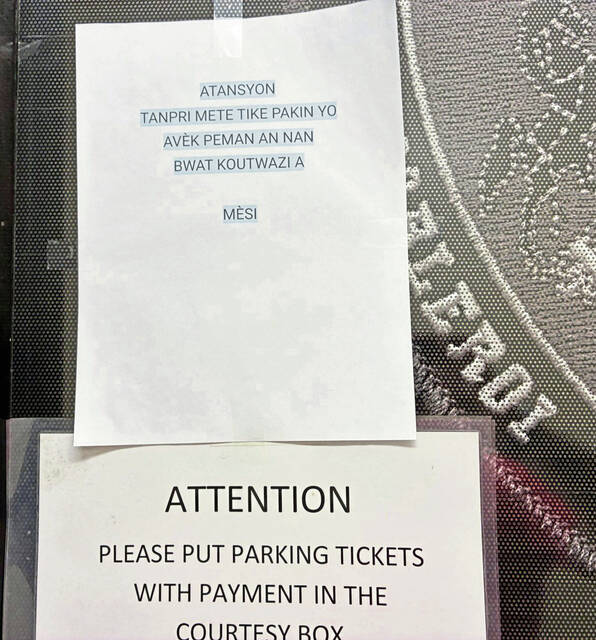 ATANSYON
TANPRI METE TIKE PAKIN YO
AVÈK PEMAN AN NAN
BWAT KOUTWAZI A
MÈSI
ELEROI
ATTENTION
PLEASE PUT PARKING TICKETS
WITH PAYMENT IN THE
COURTESY BOX